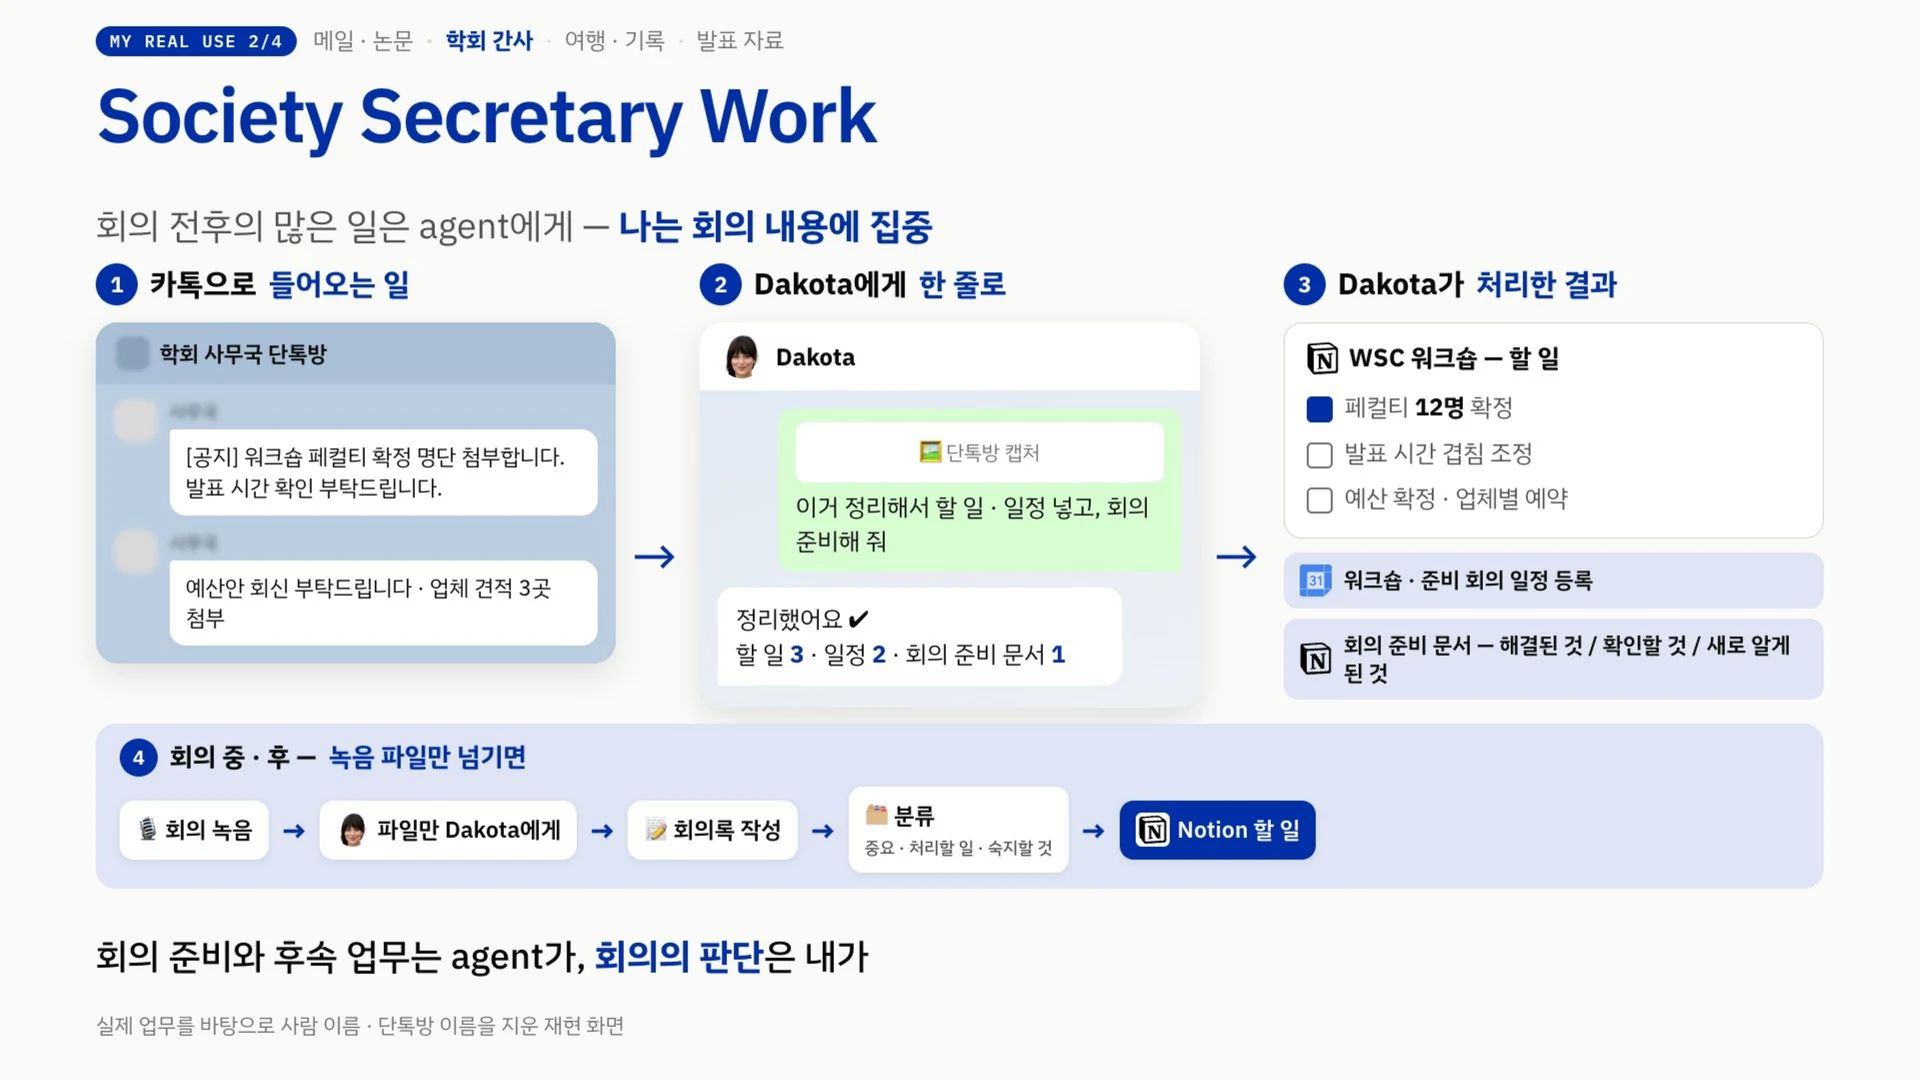 MY REAL USE 2/4 메일 · 논문 · 학회 간사 · 여행 · 기록 · 발표 자료
Society Secretary Work
회의 전후의 많은 일은 agent에게 — 나는 회의 내용에 집중
1 카톡으로 들어오는 일
학회 사무국 단톡방
사무국
[공지] 워크숍 페컬티 확정 명단 첨부합니다.
발표 시간 확인 부탁드립니다.
사무국
예산안 회신 부탁드립니다 · 업체 견적 3곳
첨부
2 Dakota에게 한 줄로
Dakota
단톡방 캡처
이거 정리해서 할 일 · 일정 넣고, 회의
준비해 줘
정리했어요 ✔
할 일 3 · 일정 2 · 회의 준비 문서 1
3 Dakota가 처리한 결과
WSC 워크숍 — 할 일
페컬티 12명 확정
발표 시간 겹침 조정
예산 확정 · 업체별 예약
31 워크숍 · 준비 회의 일정 등록
회의 준비 문서 — 해결된 것 / 확인할 것 / 새로 알게
된 것
4 회의 중 · 후 — 녹음 파일만 넘기면
회의 녹음 → 파일만 Dakota에게 → 회의록 작성 → 분류 → Notion 할 일
중요 · 처리할 일 · 숙지할 것
회의 준비와 후속 업무는 agent가, 회의의 판단은 내가
실제 업무를 바탕으로 사람 이름 · 단톡방 이름을 지운 재현 화면